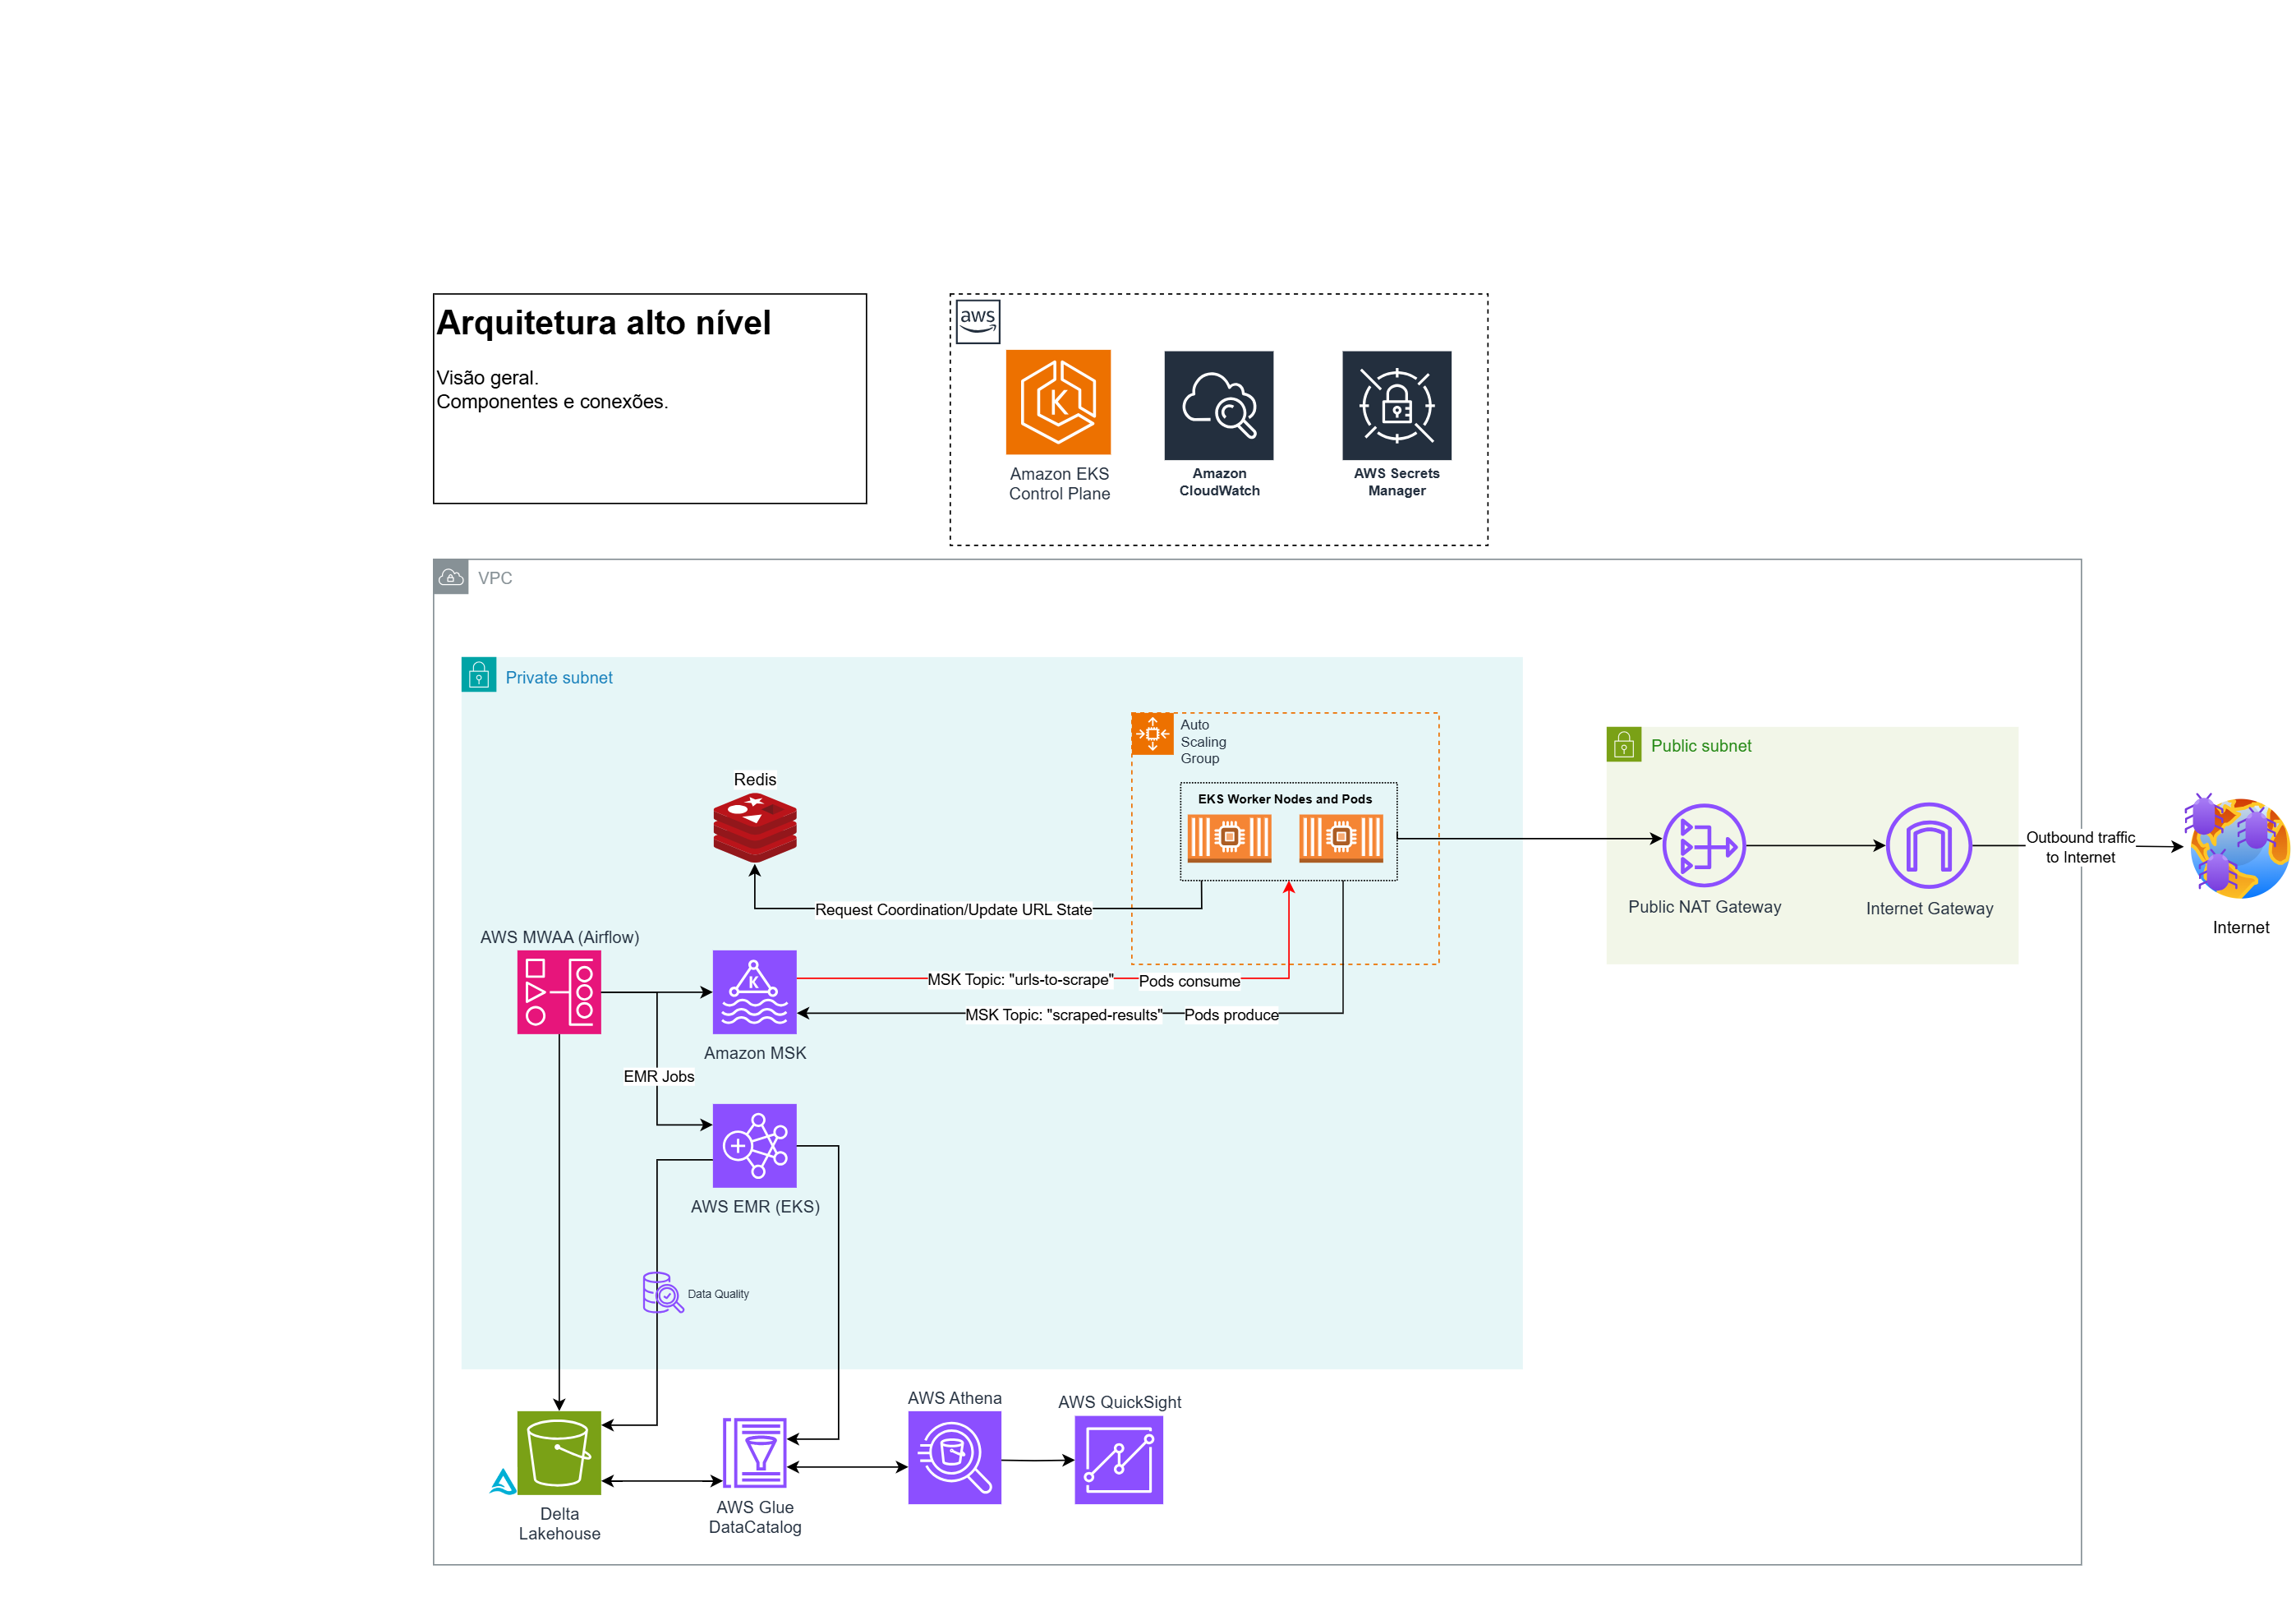 Arquitetura alto nível
Visão geral.
Componentes e conexões.
aws
Amazon EKS
Control Plane
Amazon
CloudWatch
AWS Secrets
Manager
VPC
Private subnet
Auto
Scaling
Group
EKS Worker Nodes and Pods
Redis
Request Coordination/Update URL State
Public subnet
Public NAT Gateway
Internet Gateway
Outbound traffic
to Internet
Internet
AWS MWAA (Airflow)
MSK Topic: "urls-to-scrape"
Pods consume
MSK Topic: "scraped-results"
Pods produce
Amazon MSK
EMR Jobs
AWS EMR (EKS)
Data Quality
AWS Athena
AWS QuickSight
Delta
Lakehouse
AWS Glue
DataCatalog